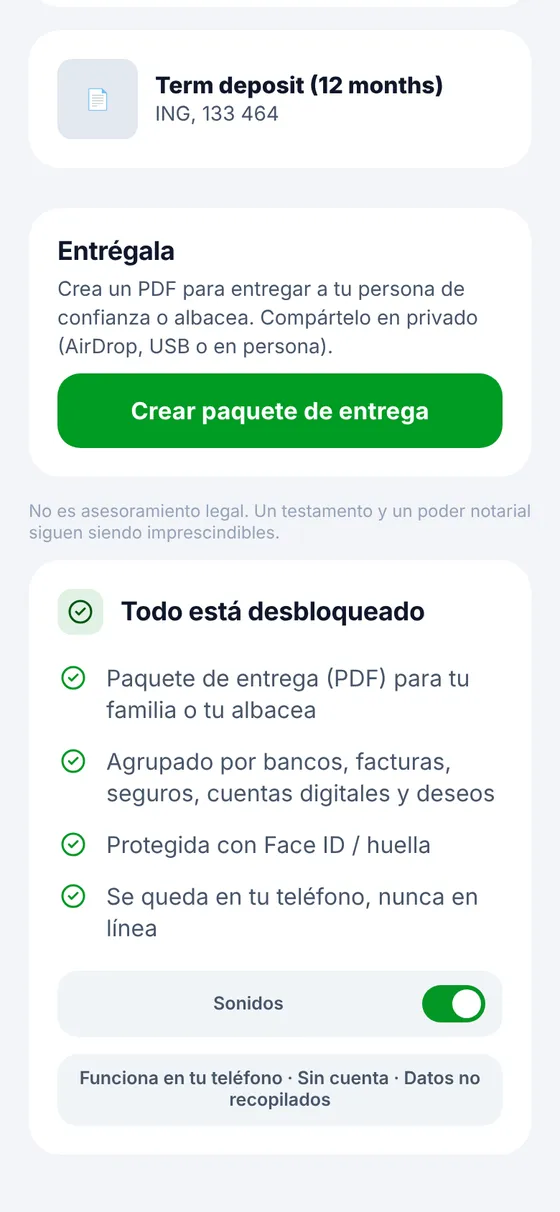 Term deposit (12 months)
ING, 133 464
Entrégala
Crea un PDF para entregar a tu persona de
confianza o albacea. Compártelo en privado
(AirDrop, USB o en persona).
Crear paquete de entrega
No es asesoramiento legal. Un testamento y un poder notarial
siguen siendo imprescindibles.
Todo está desbloqueado
Paquete de entrega (PDF) para tu
familia o tu albacea
Agrupado por bancos, facturas,
seguros, cuentas digitales y deseos
Protegida con Face ID / huella
Se queda en tu teléfono, nunca en
línea
Sonidos
Funciona en tu teléfono · Sin cuenta · Datos no
recopilados